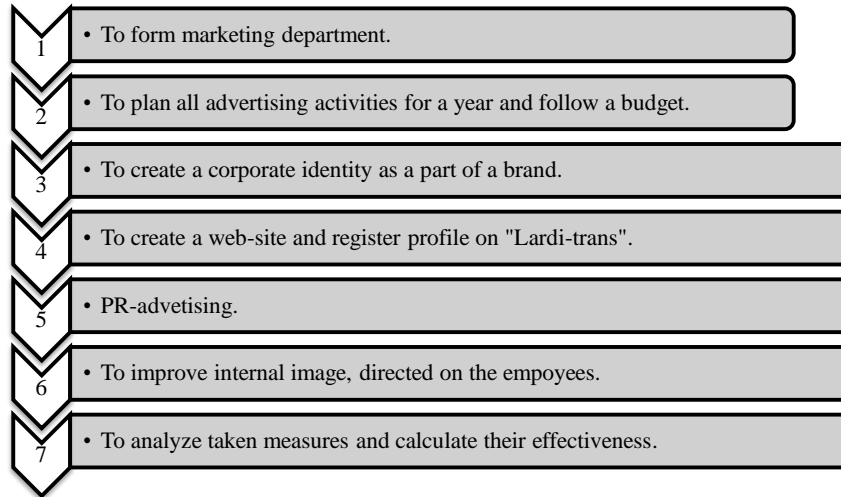 1 • To form marketing department.
2 • To plan all advertising activities for a year and follow a budget.
3 • To create a corporate identity as a part of a brand.
4 • To create a web-site and register profile on "Lardi-trans".
5 • PR-advetising.
6 • To improve internal image, directed on the empoyees.
7 • To analyze taken measures and calculate their effectiveness.